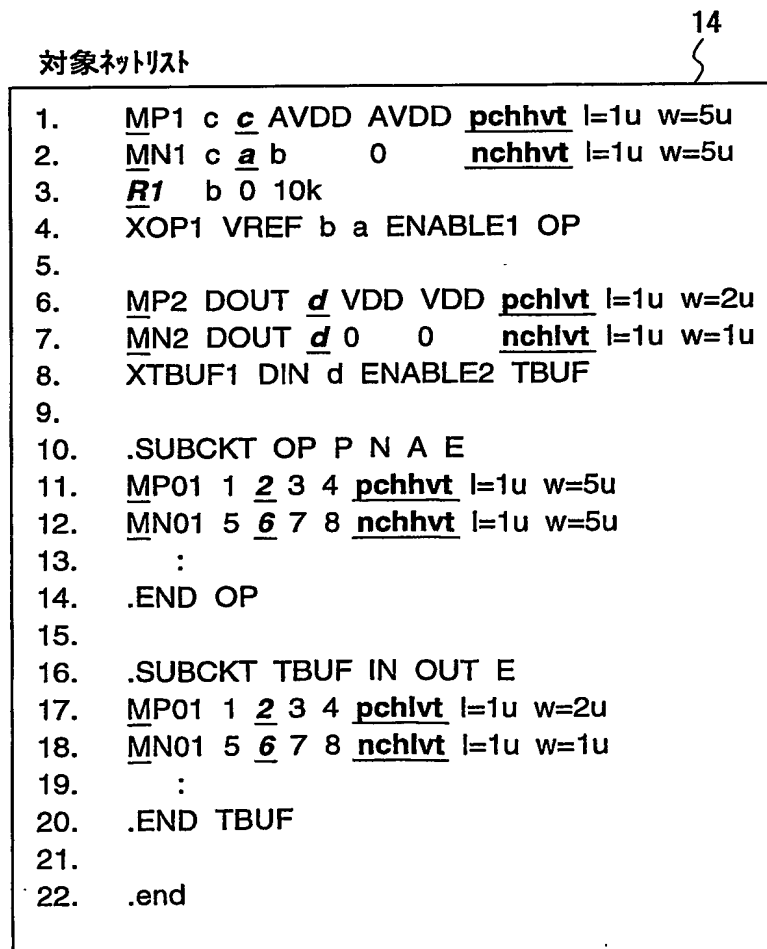 14
対象ネットリスト
1. MP1 c c AVDD AVDD pchhvt l=1u w=5u
2. MN1 c a b 0 nchhvt l=1u w=5u
3. R1 b 0 10k
4. XOP1 VREF b a ENABLE1 OP
5.
6. MP2 DOUT d VDD VDD pchlvt l=1u w=2u
7. MN2 DOUT d 0 0 nchlvt l=1u w=1u
8. XTBUF1 DIN d ENABLE2 TBUF
9.
10. .SUBCKT OP P N A E
11. MP01 1 2 3 4 pchhvt l=1u w=5u
12. MN01 5 6 7 8 nchhvt l=1u w=5u
13. :
14. .END OP
15.
16. .SUBCKT TBUF IN OUT E
17. MP01 1 2 3 4 pchlvt l=1u w=2u
18. MN01 5 6 7 8 nchlvt l=1u w=1u
19. :
20. .END TBUF
21.
22. .end